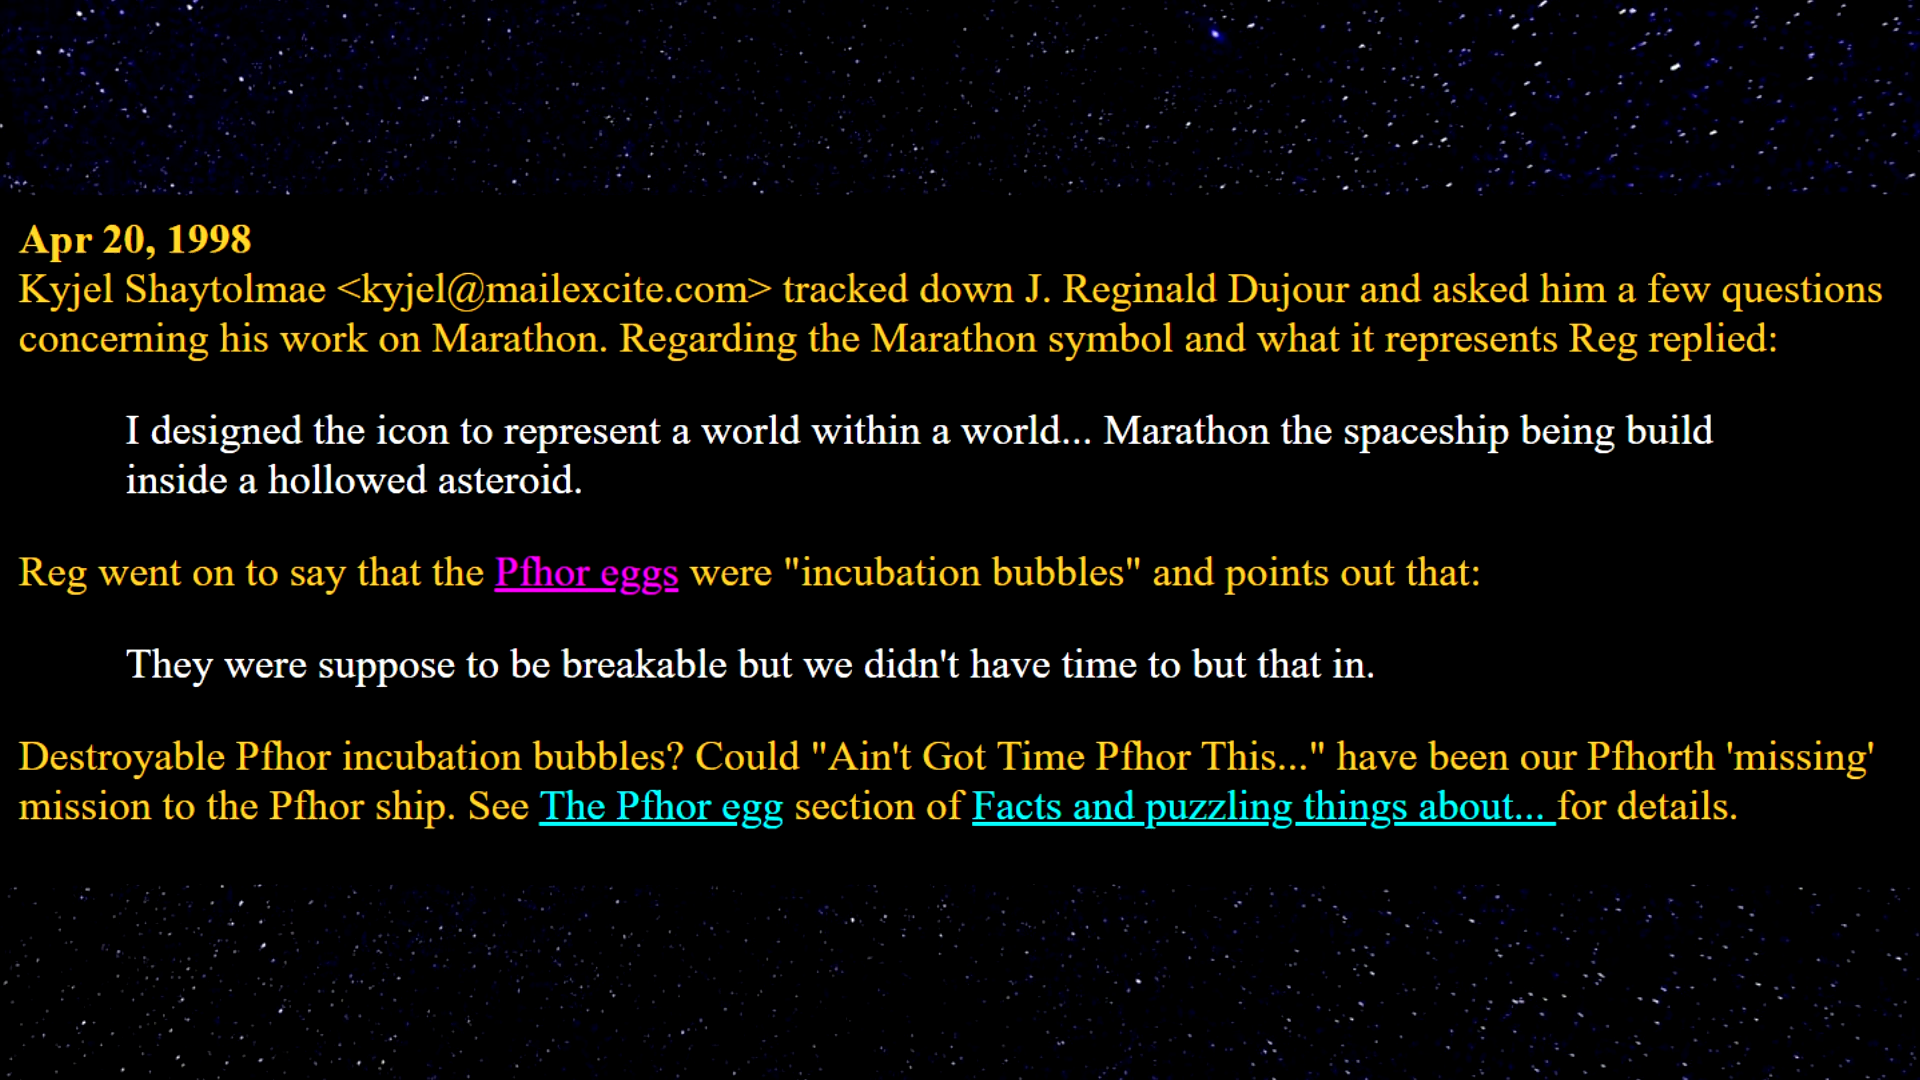 Apr 20, 1998
Kyjel Shaytolmae <kyjel@mailexcite.com> tracked down J. Reginald Dujour and asked him a few questions
concerning his work on Marathon. Regarding the Marathon symbol and what it represents Reg replied:
I designed the icon to represent a world within a world... Marathon the spaceship being build
inside a hollowed asteroid.
Reg went on to say that the Pfhor eggs were "incubation bubbles" and points out that:
They were suppose to be breakable but we didn't have time to but that in.
Destroyable Pfhor incubation bubbles? Could "Ain't Got Time Pfhor This..." have been our Pfhorth 'missing'
mission to the Pfhor ship. See The Pfhor egg section of Facts and puzzling things about... for details.